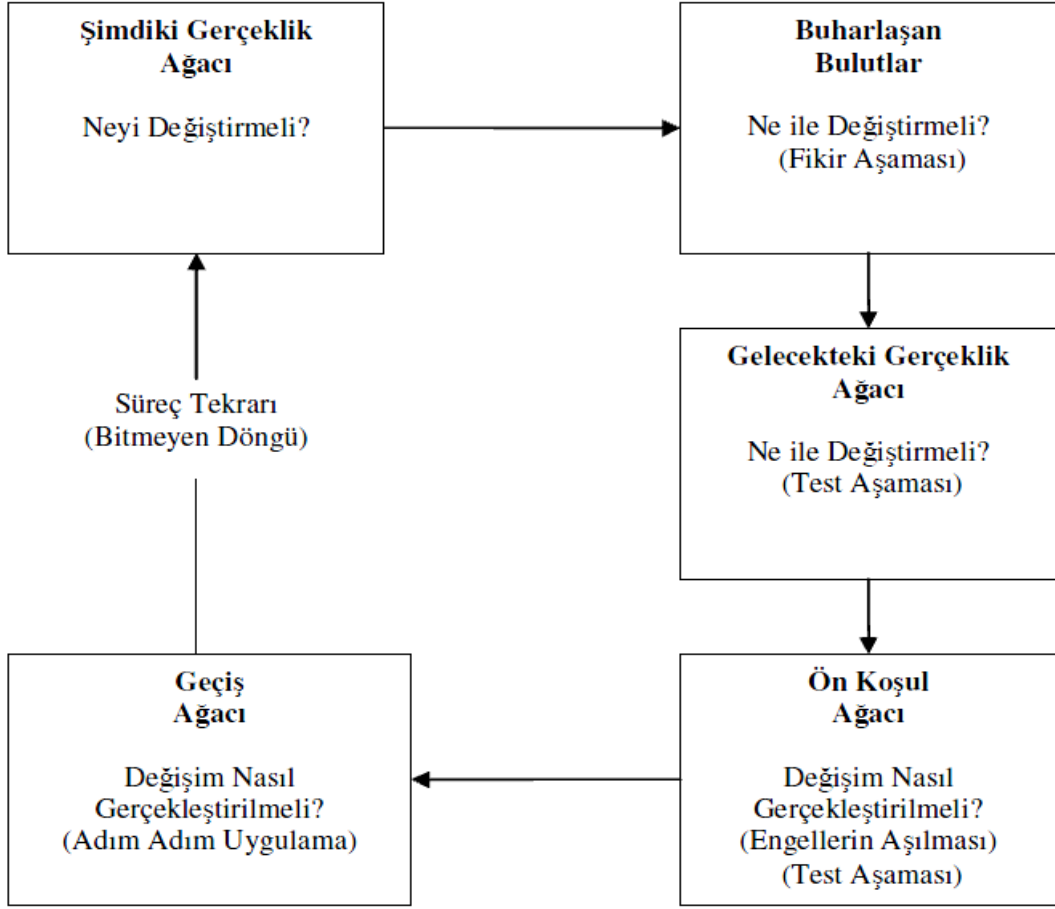 Şimdiki Gerçeklik
Ağacı
Neyi Değiştirmeli?
Buharlaşan
Bulutlar
Ne ile Değiştirmeli?
(Fikir Aşaması)
Gelecekteki Gerçeklik
Ağacı
Ne ile Değiştirmeli?
(Test Aşaması)
Ön Koşul
Ağacı
Değişim Nasıl
Gerçekleştirilmeli?
(Engellerin Aşılması)
(Test Aşaması)
Geçiş
Ağacı
Değişim Nasıl
Gerçekleştirilmeli?
(Adım Adım Uygulama)
Süreç Tekrarı
(Bitmeyen Döngü)